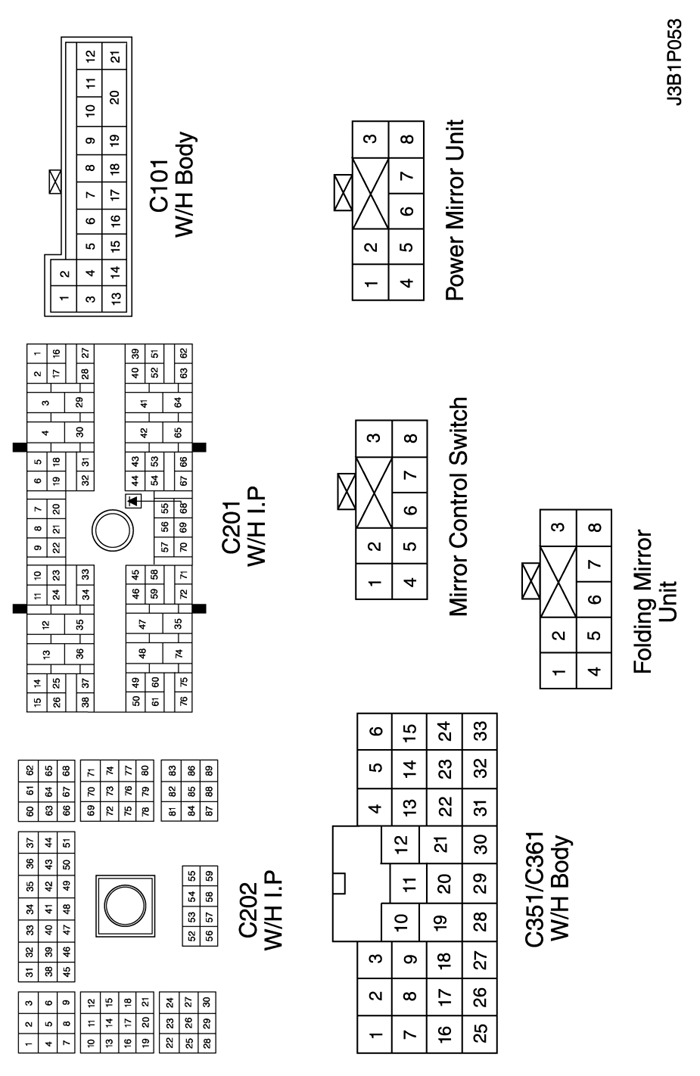 1 2 3
4 5 6
7 8 9
10 11 12
13 14 15
16 17 18
19 20 21
22 23 24
25 26 27
28 29 30
31 32 33 34 35 36 37
38 39 40 41 42 43 44
45 46 47 48 49 50 51
52 53 54 55
56 57 58 59
60 61 62
63 64 65
66 67 68
69 70 71
72 73 74
75 76 77
78 79 80
81 82 83
84 85 86
87 88 89
C202
W/H I.P
15 14 13 12 11 10 9 8 7 6 5 4 3 2 1
26 25 24 23 22 21 20 19 18 17 16
38 37 36 35 34 33 32 31 30 29 28 27
50 49 48 47 46 45 44 43 42 41 40 39
61 60 59 58 57 56 55 54 53 52 51
76 75 74 35 72 71 70 69 68 67 66 65 64 63 62
C201
W/H I.P
1 2
3 4 5 6 7 8 9 10 11 12
13 14 15 16 17 18 19 20 21
C101
W/H Body
1 2 3 4 5 6
7 8 9 10 11 12 13 14 15
16 17 18 19 20 21 22 23 24
25 26 27 28 29 30 31 32 33
C351/C361
W/H Body
1 2 3
4 5 6 7 8
Mirror Control Switch
1 2 3
4 5 6 7 8
Power Mirror Unit
1 2 3
4 5 6 7 8
Folding Mirror
Unit
J3B1P053